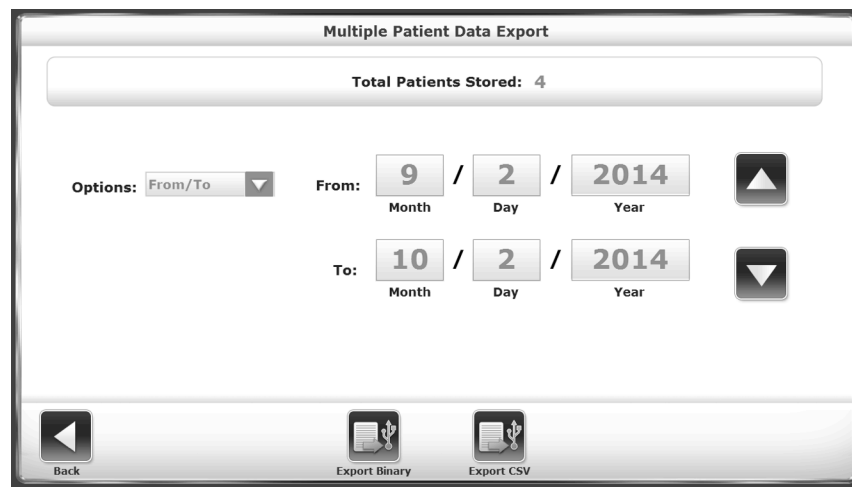 Multiple Patient Data Export
Total Patients Stored: 4
Options: From/To From: 9 / 2 / 2014
Month Day Year
To: 10 / 2 / 2014
Month Day Year
Back Export Binary Export CSV